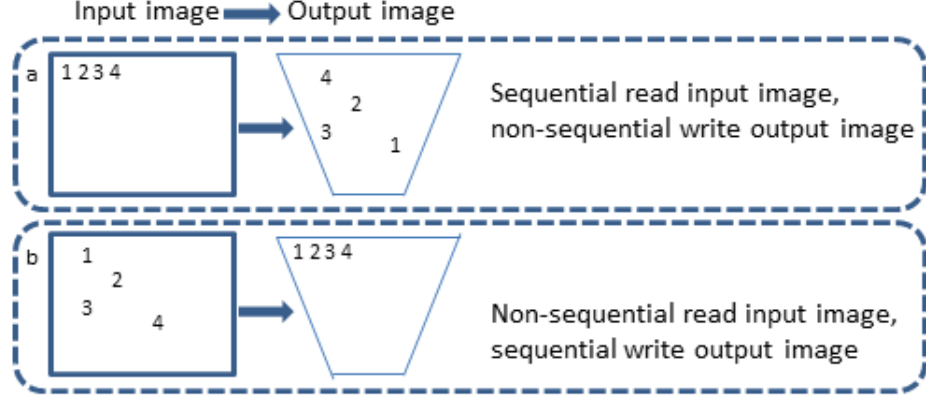 Input image Output image
a
1 2 3 4
4
2
3
1
Sequential read input image,
non-sequential write output image
b
1
2
3
4
1 2 3 4
Non-sequential read input image,
sequential write output image